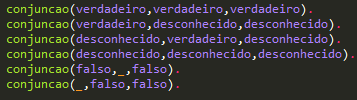 conjuncao(verdadeiro,verdadeiro,verdadeiro).
conjuncao(verdadeiro,desconhecido,desconhecido).
conjuncao(desconhecido,verdadeiro,desconhecido).
conjuncao(desconhecido,desconhecido,desconhecido).
conjuncao(falso,_,falso).
conjuncao(_,falso,falso).